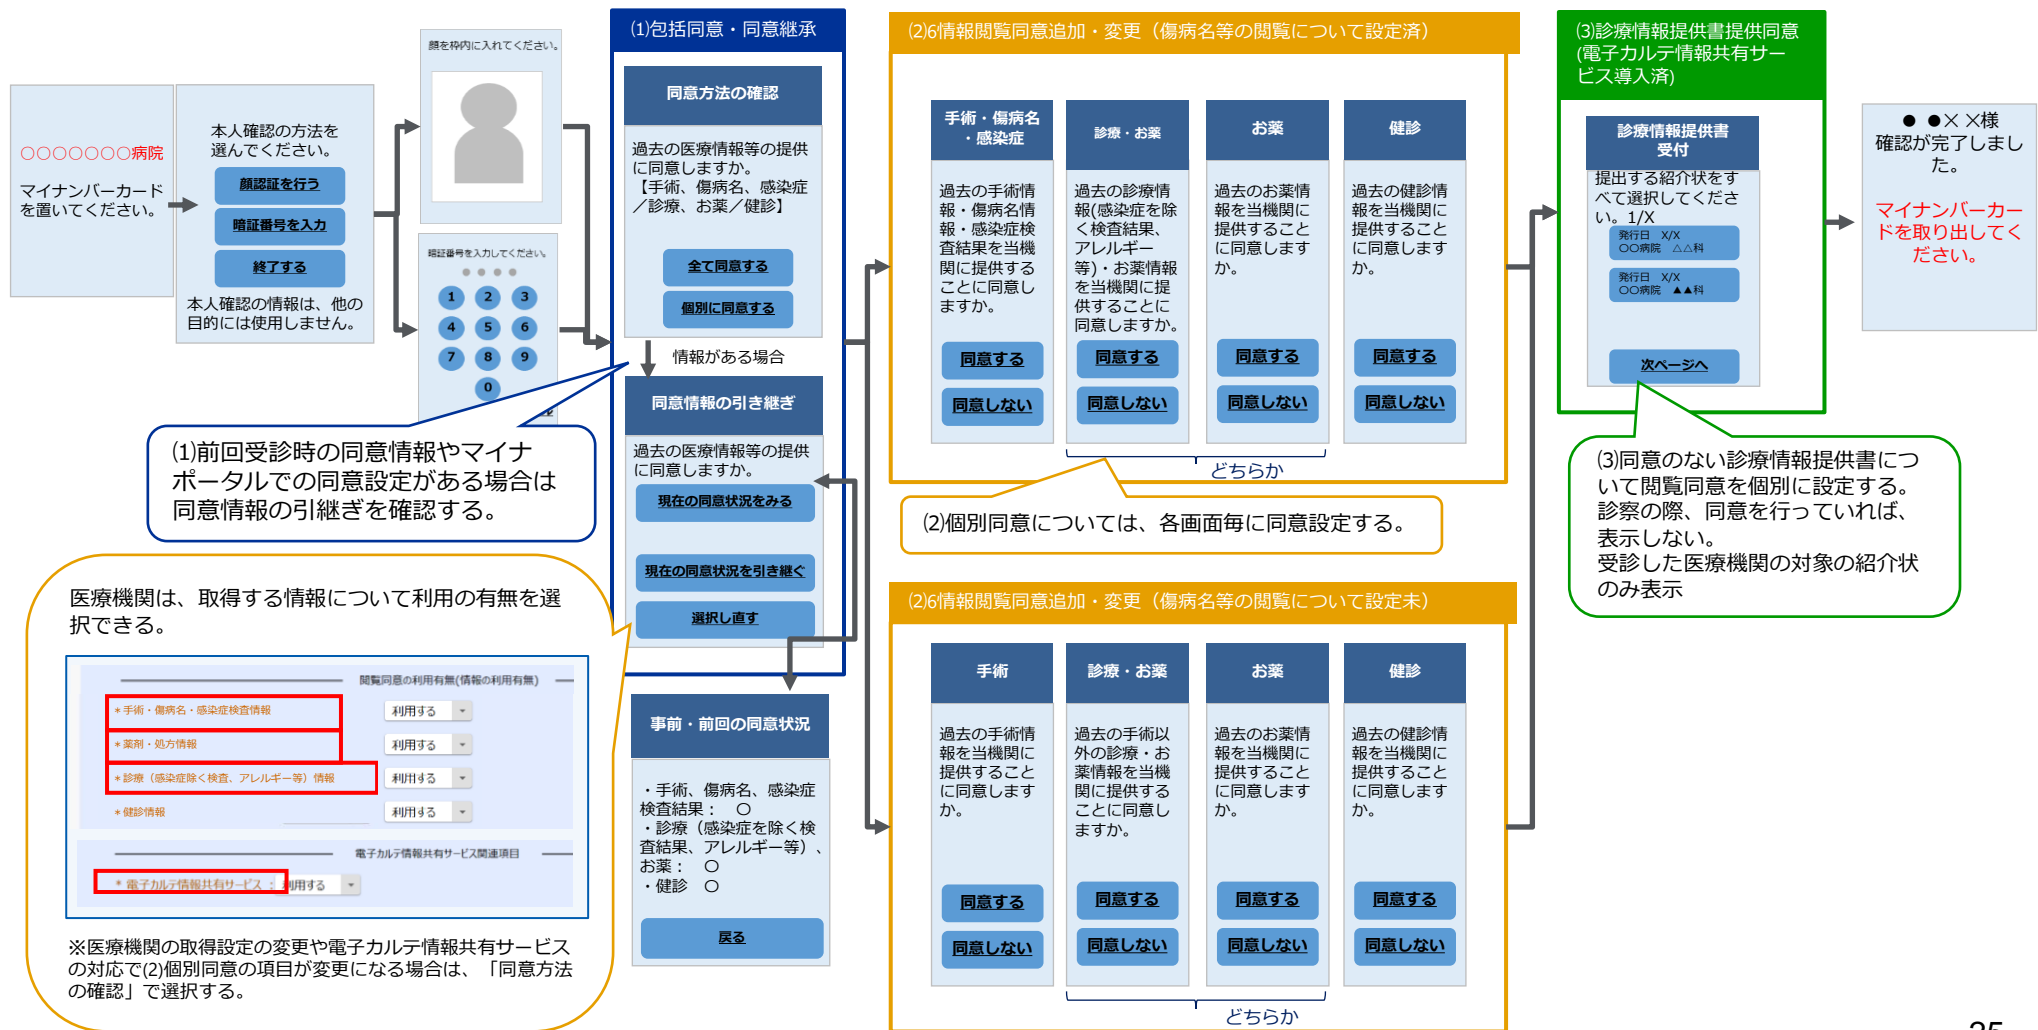 ○○○○○○○病院
マイナンバーカード
を置いてください。
本人確認の方法を
選んでください。
顔認証を行う
暗証番号を入力
終了する
本人確認の情報は、他の
目的には使用しません。
顔を枠内に入れてください。
暗証番号を入力してください。
1 2 3
4 5 6
7 8 9
0
⑴包括同意・同意継承
同意方法の確認
過去の医療情報等の提供
に同意しますか。
【手術、傷病名、感染症
／診療、お薬／健診】
全て同意する
個別に同意する
情報がある場合
同意情報の引き継ぎ
過去の医療情報等の提供
に同意しますか。
現在の同意状況をみる
現在の同意状況を引き継ぐ
選択し直す
⑴前回受診時の同意情報やマイナ
ポータルでの同意設定がある場合は
同意情報の引継ぎを確認する。
事前・前回の同意状況
・手術、傷病名、感染症
検査結果：　○
・診療（感染症を除く検
査結果、アレルギー等）、
お薬：　○
・健診　○
戻る
医療機関は、取得する情報について利用の有無を選
択できる。
閲覧同意の利用有無(情報の利用有無)
＊手術・傷病名・感染症検査情報 利用する
＊薬剤・処方情報 利用する
＊診療（感染症除く検査、アレルギー等）情報 利用する
＊健診情報 利用する
電子カルテ情報共有サービス関連項目
＊ 電子カルテ情報共有サービス : 利用する
※医療機関の取得設定の変更や電子カルテ情報共有サービス
の対応で(2)個別同意の項目が変更になる場合は、「同意方法
の確認」で選択する。
⑵6情報閲覧同意追加・変更（傷病名等の閲覧について設定済）
手術・傷病名
・感染症
過去の手術情
報・傷病名情
報・感染症検
査結果を当機
関に提供する
ことに同意し
ますか。
同意する
同意しない
診療・お薬
過去の診療情
報(感染症を除
く検査結果、
アレルギー
等)・お薬情報
を当機関に提
供することに
同意しますか。
同意する
同意しない
お薬
過去のお薬情
報を当機関に
提供すること
に同意します
か。
同意する
同意しない
健診
過去の健診情
報を当機関に
提供すること
に同意します
か。
同意する
同意しない
どちらか
⑵個別同意については、各画面毎に同意設定する。
⑵6情報閲覧同意追加・変更（傷病名等の閲覧について設定未）
手術
過去の手術情
報を当機関に
提供すること
に同意します
か。
同意する
同意しない
診療・お薬
過去の手術以
外の診療・お
薬情報を当機
関に提供する
ことに同意し
ますか。
同意する
同意しない
お薬
過去のお薬情
報を当機関に
提供すること
に同意します
か。
同意する
同意しない
健診
過去の健診情
報を当機関に
提供すること
に同意します
か。
同意する
同意しない
どちらか
⑶診療情報提供書提供同意
(電子カルテ情報共有サー
ビス導入済)
診療情報提供書
受付
提出する紹介状をす
べて選択してくださ
い。1/X
発行日　X/X
○○病院　△△科
発行日　X/X
○○病院　▲▲科
次ページへ
⑶同意のない診療情報提供書につ
いて閲覧同意を個別に設定する。
診察の際、同意を行っていれば、
表示しない。
受診した医療機関の対象の紹介状
のみ表示
● ●××様
確認が完了しまし
た。
マイナンバーカー
ドを取り出してく
ださい。